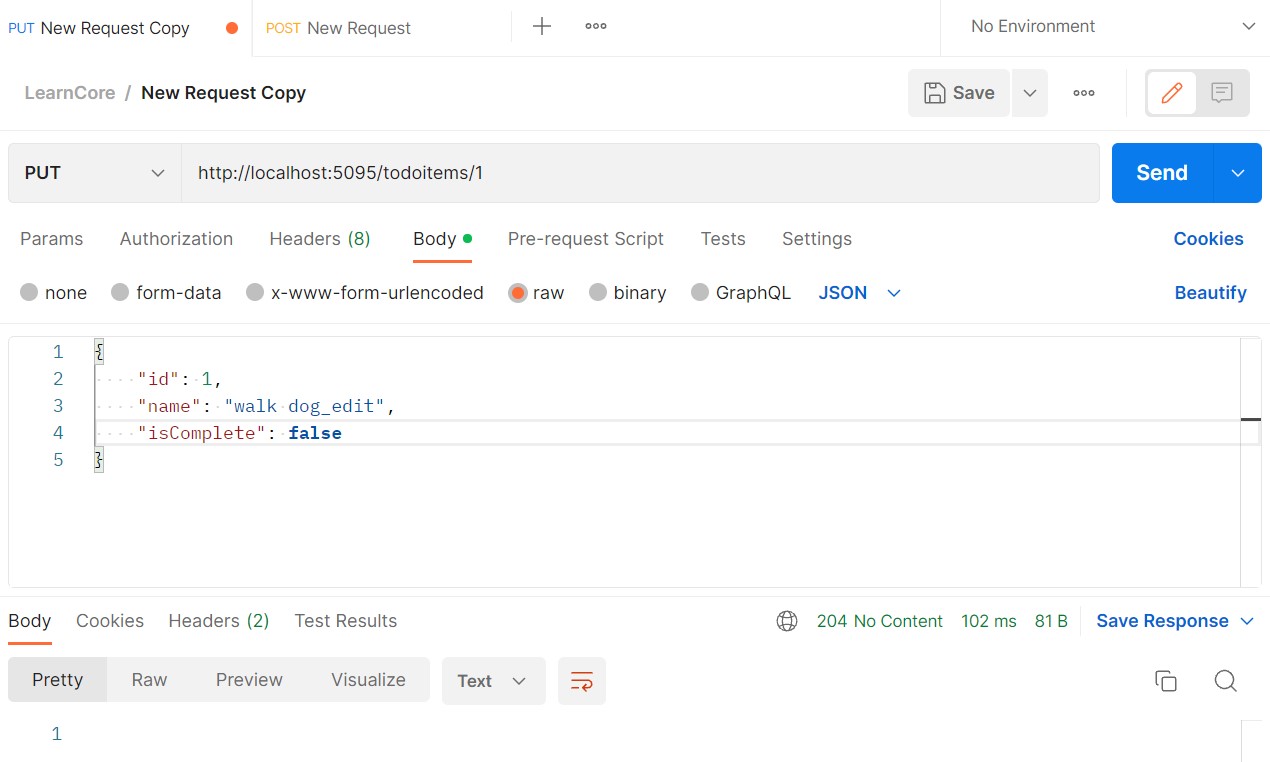 PUT New Request Copy POST New Request No Environment
LearnCore / New Request Copy Save
PUT http://localhost:5095/todoitems/1 Send
Params Authorization Headers (8) Body Pre-request Script Tests Settings Cookies
none form-data x-www-form-urlencoded raw binary GraphQL JSON Beautify
1 {
2 "id": 1,
3 "name": "walk dog_edit",
4 "isComplete": false
5 }
Body Cookies Headers (2) Test Results 204 No Content 102 ms 81 B Save Response
Pretty Raw Preview Visualize Text
1